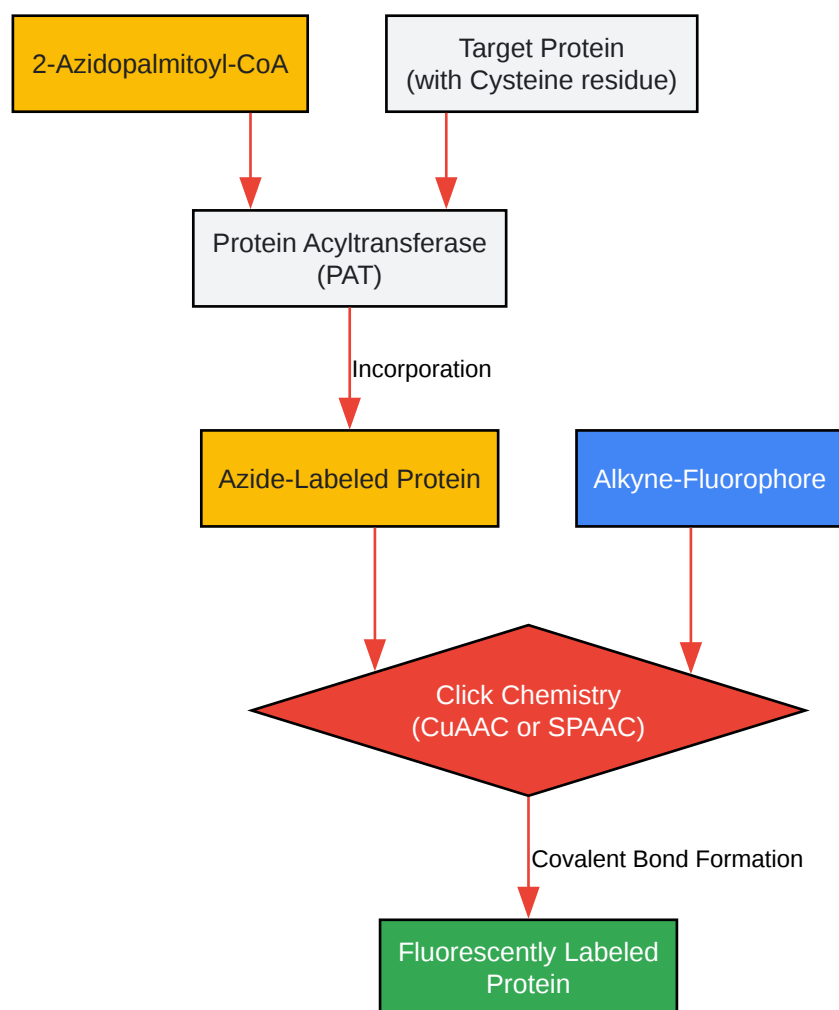 2-Azidopalmitoyl-CoA
Target Protein
(with Cysteine residue)
Protein Acyltransferase
(PAT)
Incorporation
Azide-Labeled Protein
Alkyne-Fluorophore
Click Chemistry
(CuAAC or SPAAC)
Covalent Bond Formation
Fluorescently Labeled
Protein